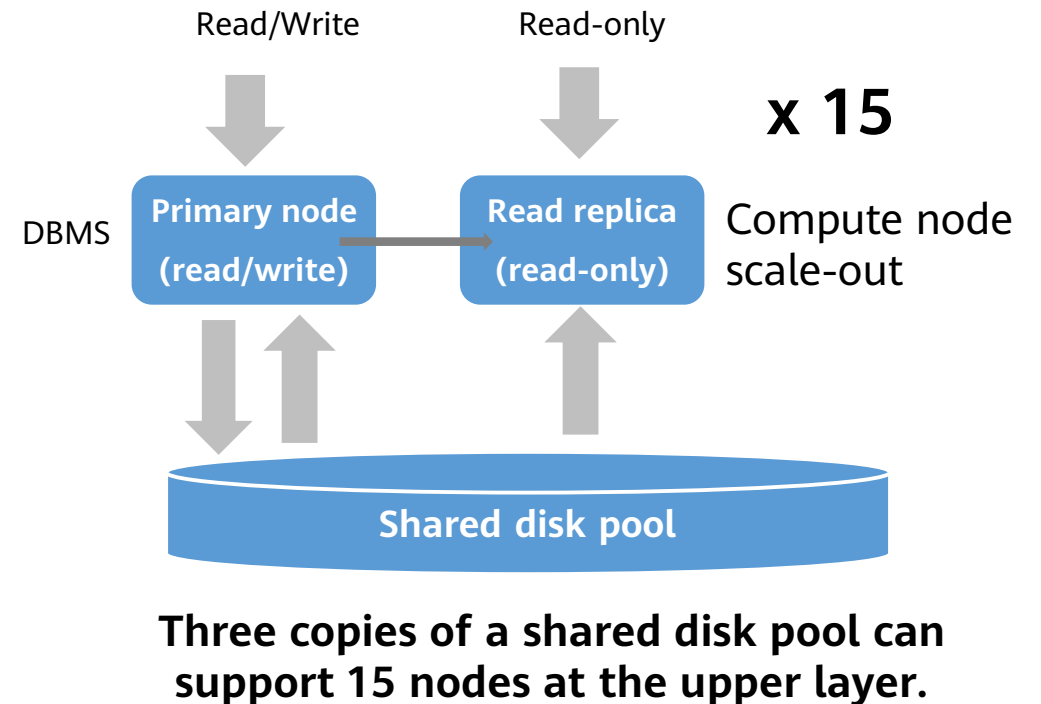 Read/Write
Read-only
x 15
DBMS
Primary node
(read/write)
Read replica
(read-only)
Compute node
scale-out
Shared disk pool
Three copies of a shared disk pool can
support 15 nodes at the upper layer.